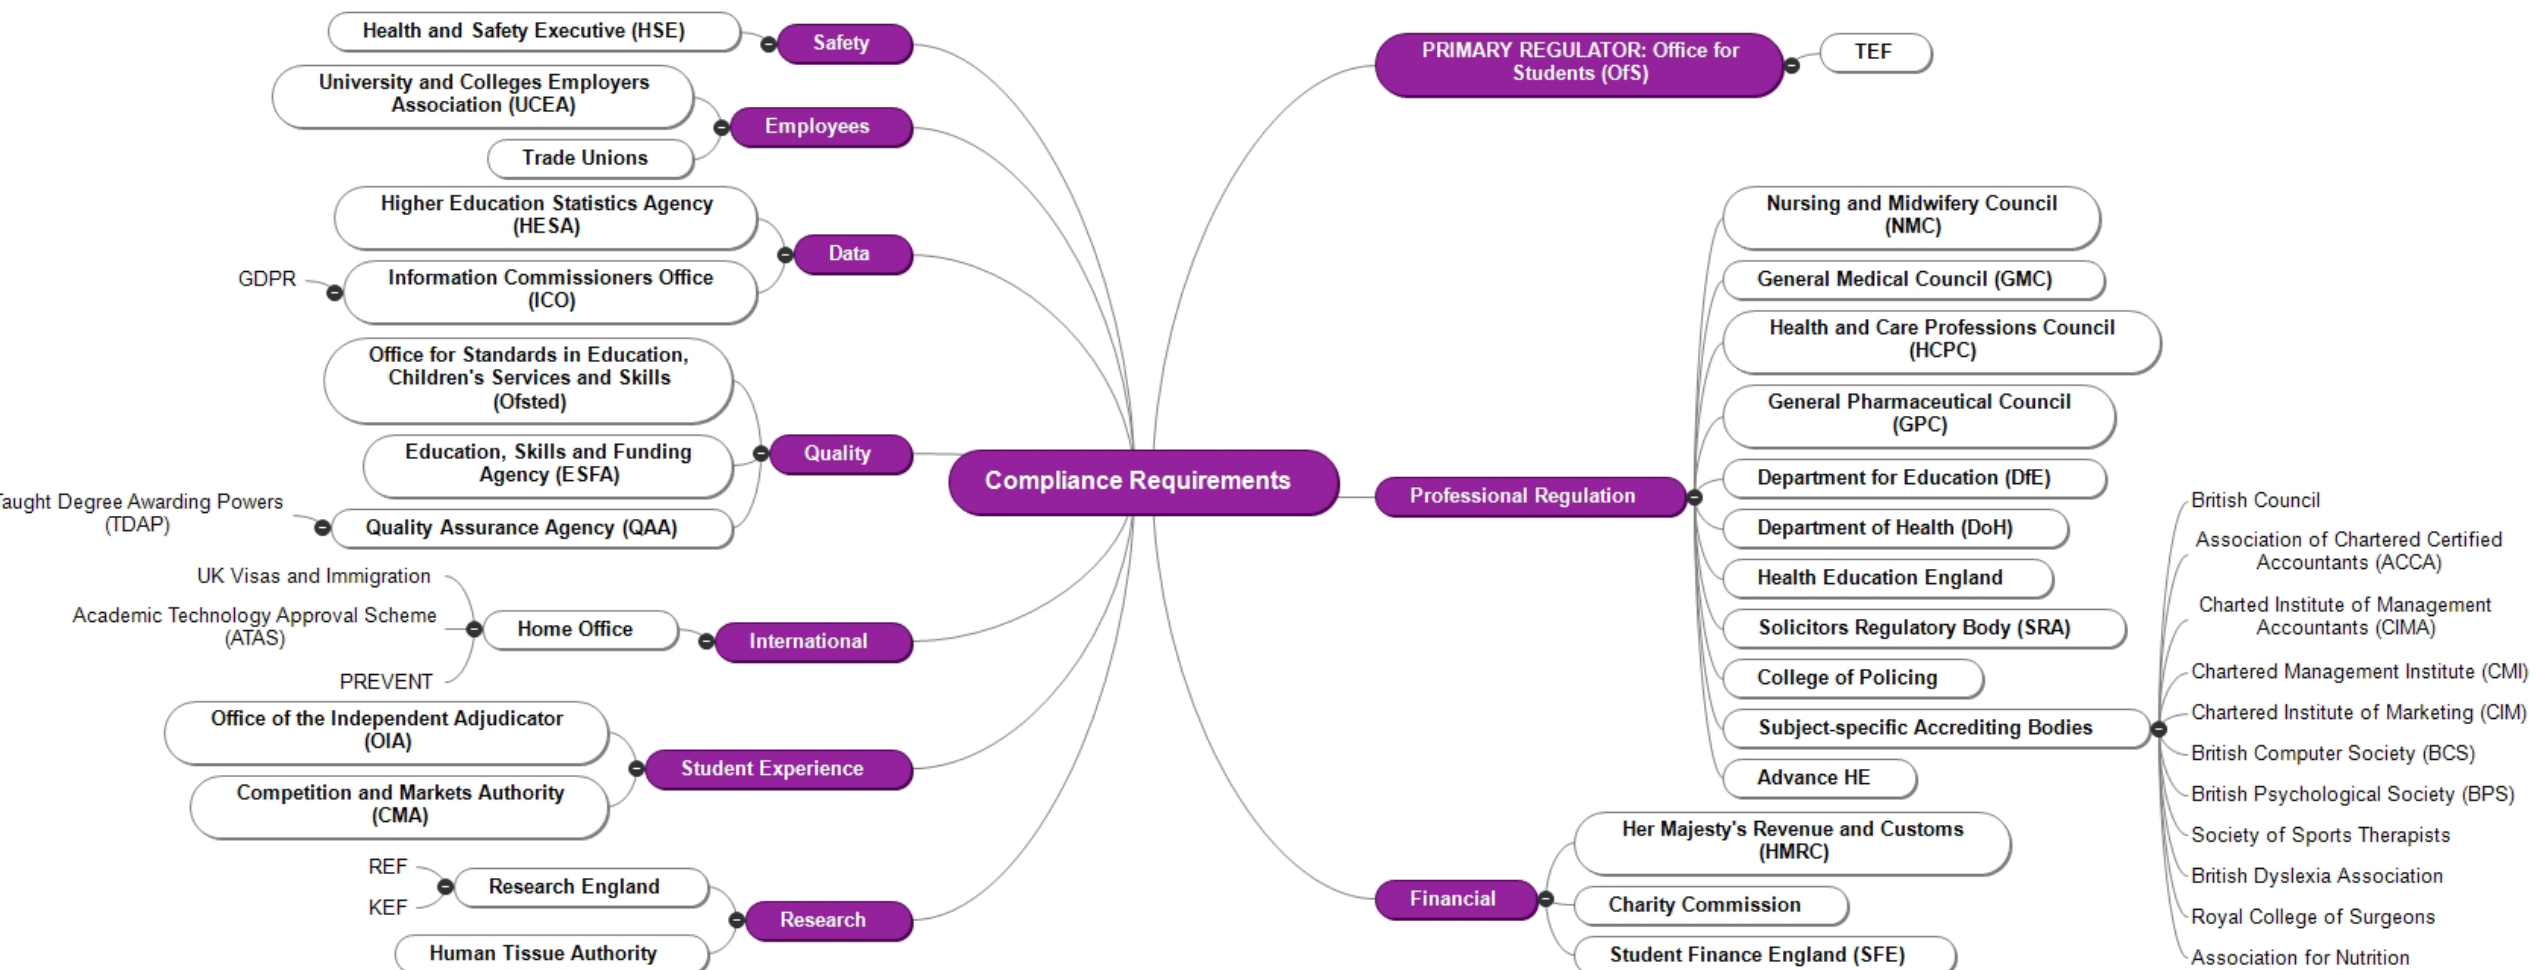 Health and Safety Executive (HSE)
Safety
University and Colleges Employers
Association (UCEA)
Employees
Trade Unions
Higher Education Statistics Agency
(HESA)
Data
GDPR
Information Commissioners Office
(ICO)
Office for Standards in Education,
Children's Services and Skills
(Ofsted)
Education, Skills and Funding
Agency (ESFA)
Quality
Taught Degree Awarding Powers
(TDAP)
Quality Assurance Agency (QAA)
UK Visas and Immigration
Academic Technology Approval Scheme
(ATAS)
PREVENT
Home Office
International
Office of the Independent Adjudicator
(OIA)
Student Experience
Competition and Markets Authority
(CMA)
REF
KEF
Research England
Research
Human Tissue Authority
Compliance Requirements
PRIMARY REGULATOR: Office for
Students (OfS)
TEF
Professional Regulation
Nursing and Midwifery Council
(NMC)
General Medical Council (GMC)
Health and Care Professions Council
(HCPC)
General Pharmaceutical Council
(GPC)
Department for Education (DfE)
Department of Health (DoH)
Health Education England
Solicitors Regulatory Body (SRA)
College of Policing
Subject-specific Accrediting Bodies
Advance HE
British Council
Association of Chartered Certified
Accountants (ACCA)
Charted Institute of Management
Accountants (CIMA)
Chartered Management Institute (CMI)
Chartered Institute of Marketing (CIM)
British Computer Society (BCS)
British Psychological Society (BPS)
Society of Sports Therapists
British Dyslexia Association
Royal College of Surgeons
Association for Nutrition
Financial
Her Majesty's Revenue and Customs
(HMRC)
Charity Commission
Student Finance England (SFE)